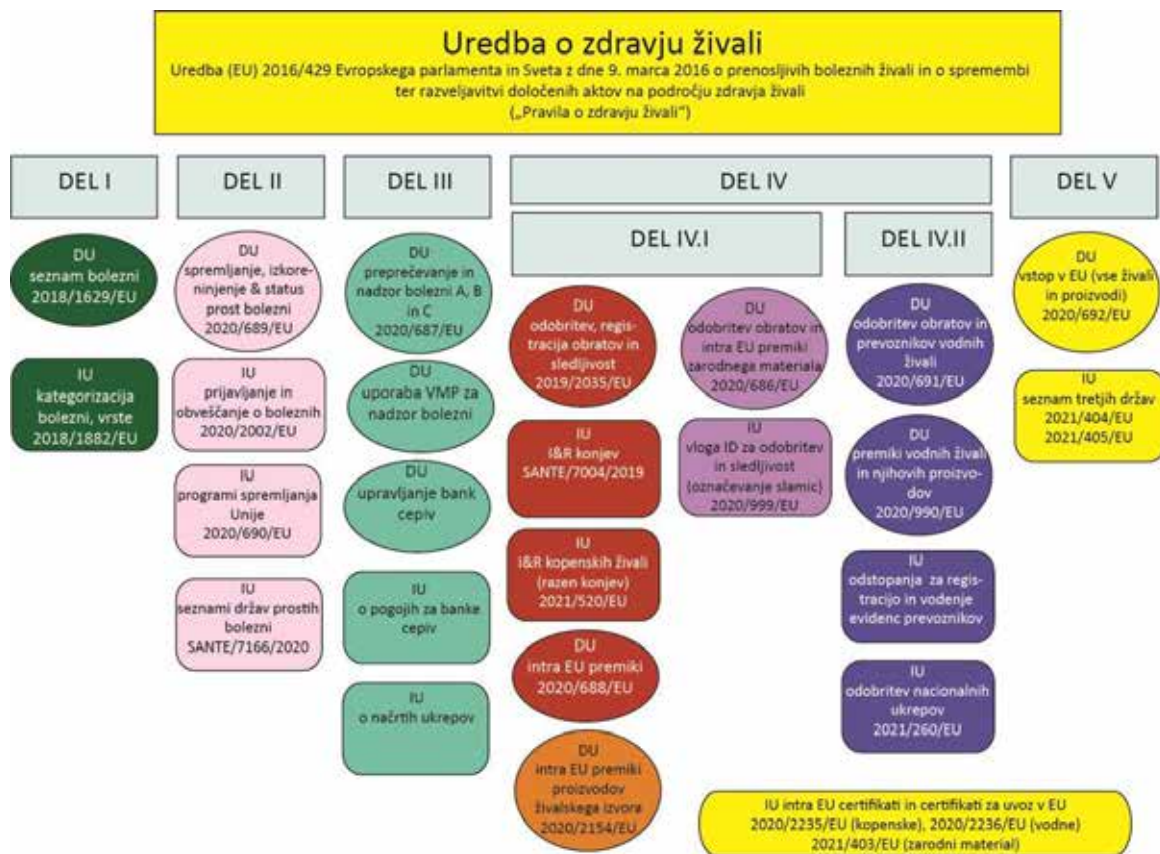 Uredba o zdravju živali
Uredba (EU) 2016/429 Evropskega parlamenta in Sveta z dne 9. marca 2016 o prenosljivih boleznih živali in o spremembi
ter razveljavitvi določenih aktov na področju zdravja živali
(„Pravila o zdravju živali“)
DEL I
DU
seznam bolezni
2018/1629/EU
IU
kategorizacija
bolezni, vrste
2018/1882/EU
DEL II
DU
spremljanje, izkore-
ninjenje & status
prost bolezni
2020/689/EU
IU
prijavljanje in
obveščanje o boleznih
2020/2002/EU
IU
programi spremljanja
Unije
2020/690/EU
IU
seznami držav prostih
bolezni
SANTE/7166/2020
DEL III
DU
preprečevanje in
nadzor bolezni A, B
in C
2020/687/EU
DU
uporaba VMP za
nadzor bolezni
DU
upravljanje bank
cepiv
IU
o pogojih za banke
cepiv
IU
o načrtih ukrepov
DEL IV
DEL IV.I
DU
odobritev, regis-
tracija obratov in
sledljivost
2019/2035/EU
IU
I&R konjev
SANTE/7004/2019
IU
i&R kopenskih živali
(razen konjev)
2021/520/EU
DU
intra EU premiki
2020/688/EU
DU
intra EU premiki
proizvodov
živalskega izvora
2020/2154/EU
DU
odobritev obratov in
intra EU premiki
zarodnega materiala
2020/686/EU
IU
vloga ID za odobritev
in sledljivost
(označevanje slamic)
2020/999/EU
DEL IV.II
DU
odobritev obratov in
prevoznikov vodnih
živali
2020/691/EU
DU
premiki vodnih živali
in njihovih proizvo-
dov
2020/990/EU
IU
odstopanja za regis-
tracijo in vodenje
evidenc prevoznikov
IU
odobritev nacionalnih
ukrepov
2021/260/EU
DEL V
DU
vstop v EU (vse živali
in proizvodi)
2020/692/EU
IU
seznam tretjih držav
2021/404/EU
2021/405/EU
IU intra EU certifikati in certifikati za uvoz v EU
2020/2235/EU (kopenske), 2020/2236/EU (vodne)
2021/403/EU (zarodni material)